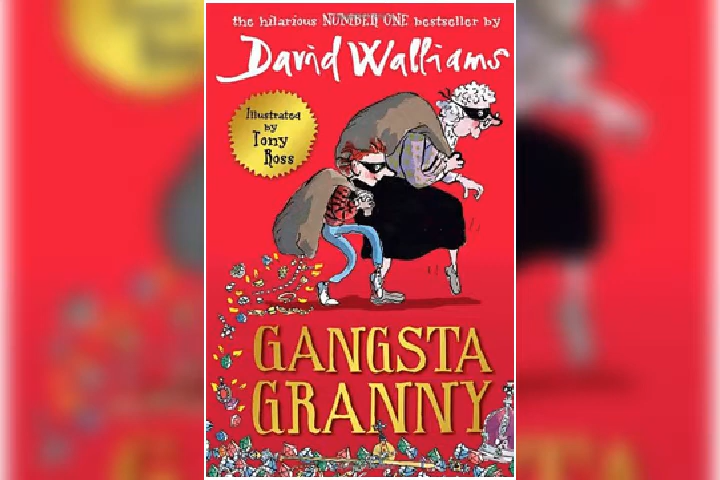 the hilarious NUMBER ONE bestseller by
David Walliams
Illustrated
by
Tony
Ross
GANGSTA
GRANNY